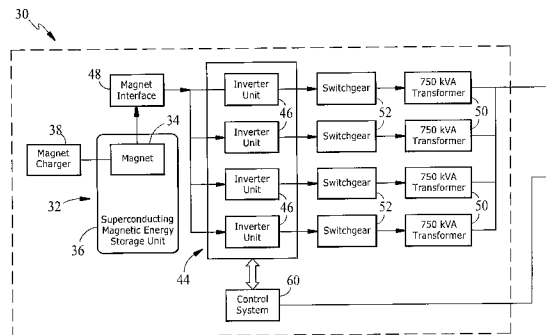 30
48
Magnet
Interface
34
38
Magnet
Charger
Magnet
32
Superconducting
Magnetic Energy
Storage Unit
36
Inverter
Unit
46
Inverter
Unit
Inverter
Unit
46
Inverter
Unit
44
Switchgear
52
Switchgear
Switchgear
52
Switchgear
750 kVA
Transformer
50
750 kVA
Transformer
750 kVA
Transformer
50
750 kVA
Transformer
60
Control
System